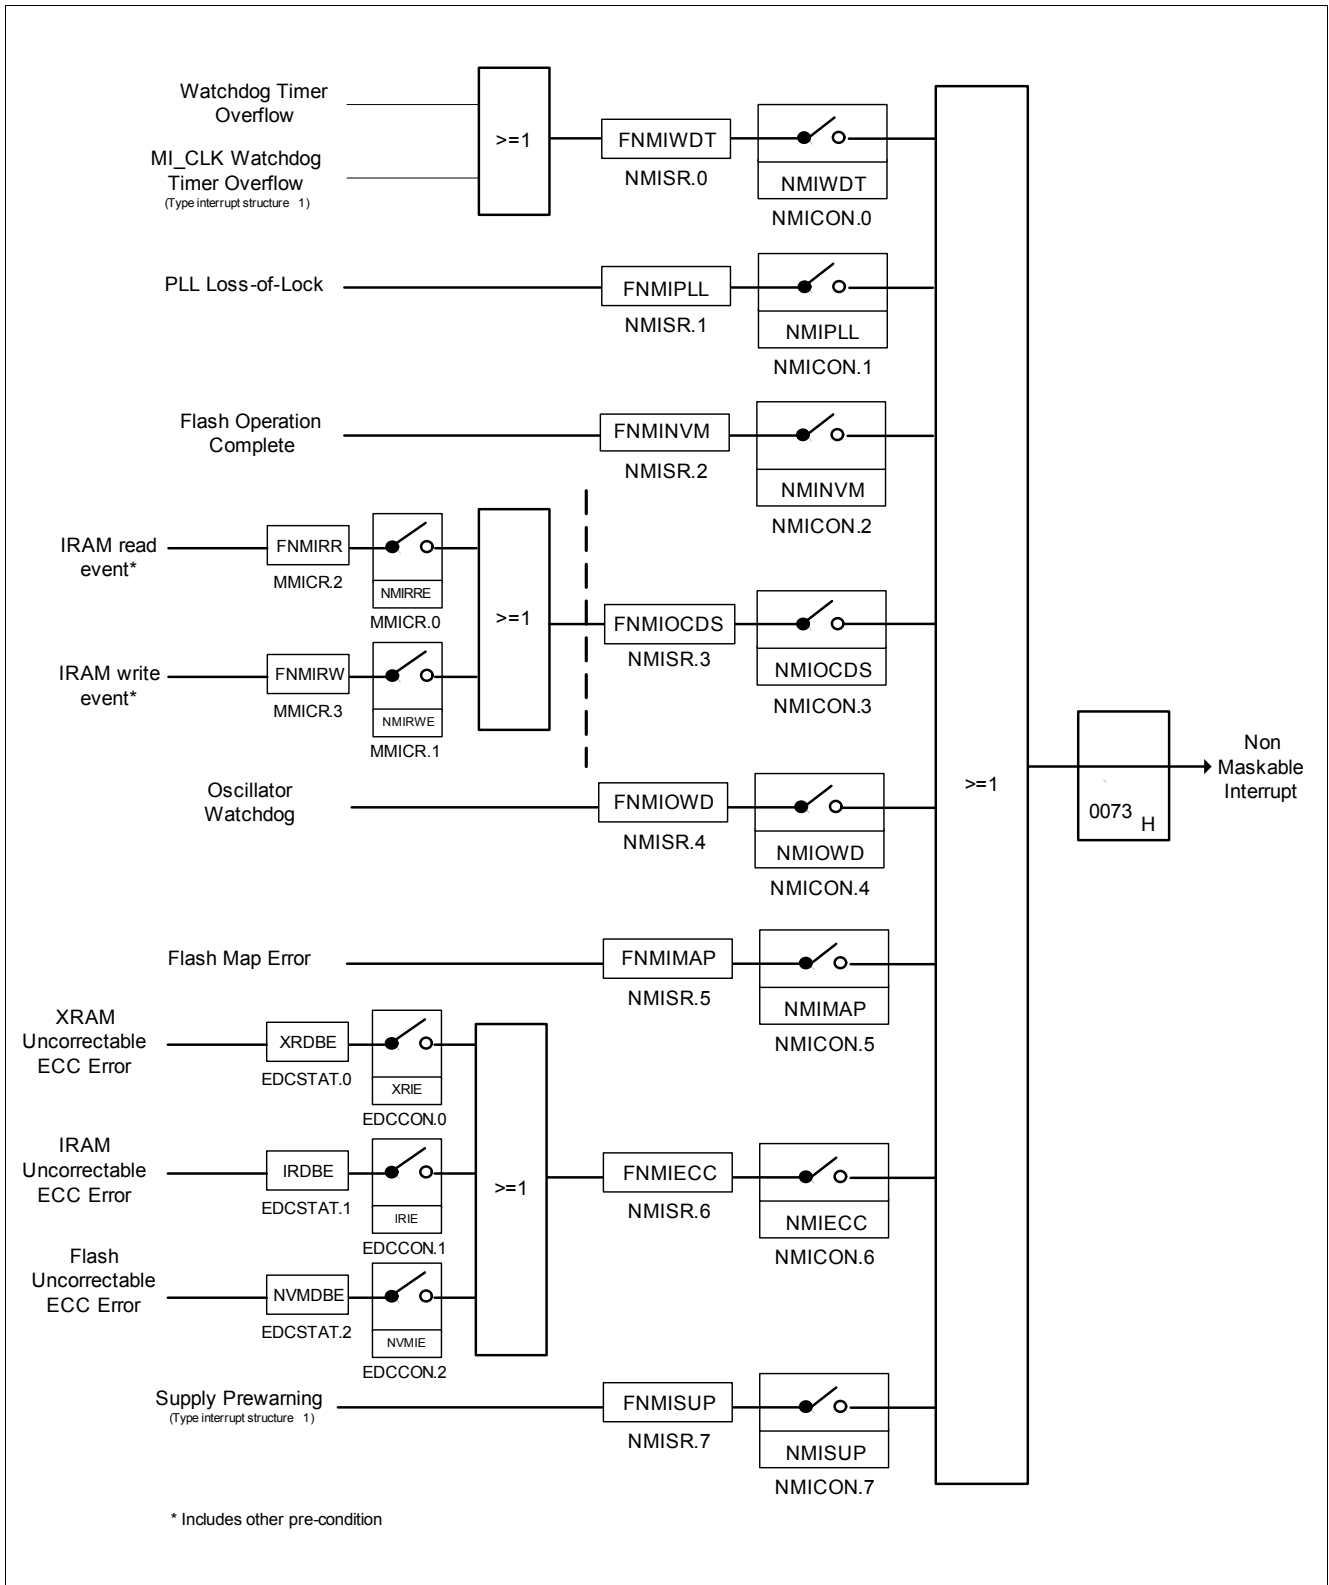 Watchdog Timer
Overflow
>=1
FNMIWDT
NMISR.0
NMIWDT
NMICON.0
MI_CLK Watchdog
Timer Overflow
(Type interrupt structure 1)
PLL Loss-of-Lock
FNMIPLL
NMISR.1
NMIPLL
NMICON.1
Flash Operation
Complete
FNMINVM
NMISR.2
NMINVM
NMICON.2
IRAM read
event*
FNMIRR
MMICR.2
NMIRRE
MMICR.0
>=1
FNMIOCDS
NMISR.3
NMIOCDS
NMICON.3
IRAM write
event*
FNMIRW
MMICR.3
NMIRWE
MMICR.1
Oscillator
Watchdog
FNMIOWD
NMISR.4
NMIOWD
NMICON.4
>=1
0073 H
Non
Maskable
Interrupt
Flash Map Error
FNMIMAP
NMISR.5
NMIMAP
NMICON.5
XRAM
Uncorrectable
ECC Error
XRDBE
EDCSTAT.0
XRIE
EDCCON.0
IRAM
Uncorrectable
ECC Error
IRDBE
EDCSTAT.1
IRIE
EDCCON.1
>=1
FNMIECC
NMISR.6
NMIECC
NMICON.6
Flash
Uncorrectable
ECC Error
NVMDBE
EDCSTAT.2
NVMIE
EDCCON.2
Supply Prewarning
(Type interrupt structure 1)
FNMISUP
NMISR.7
NMISUP
NMICON.7
* Includes other pre-condition